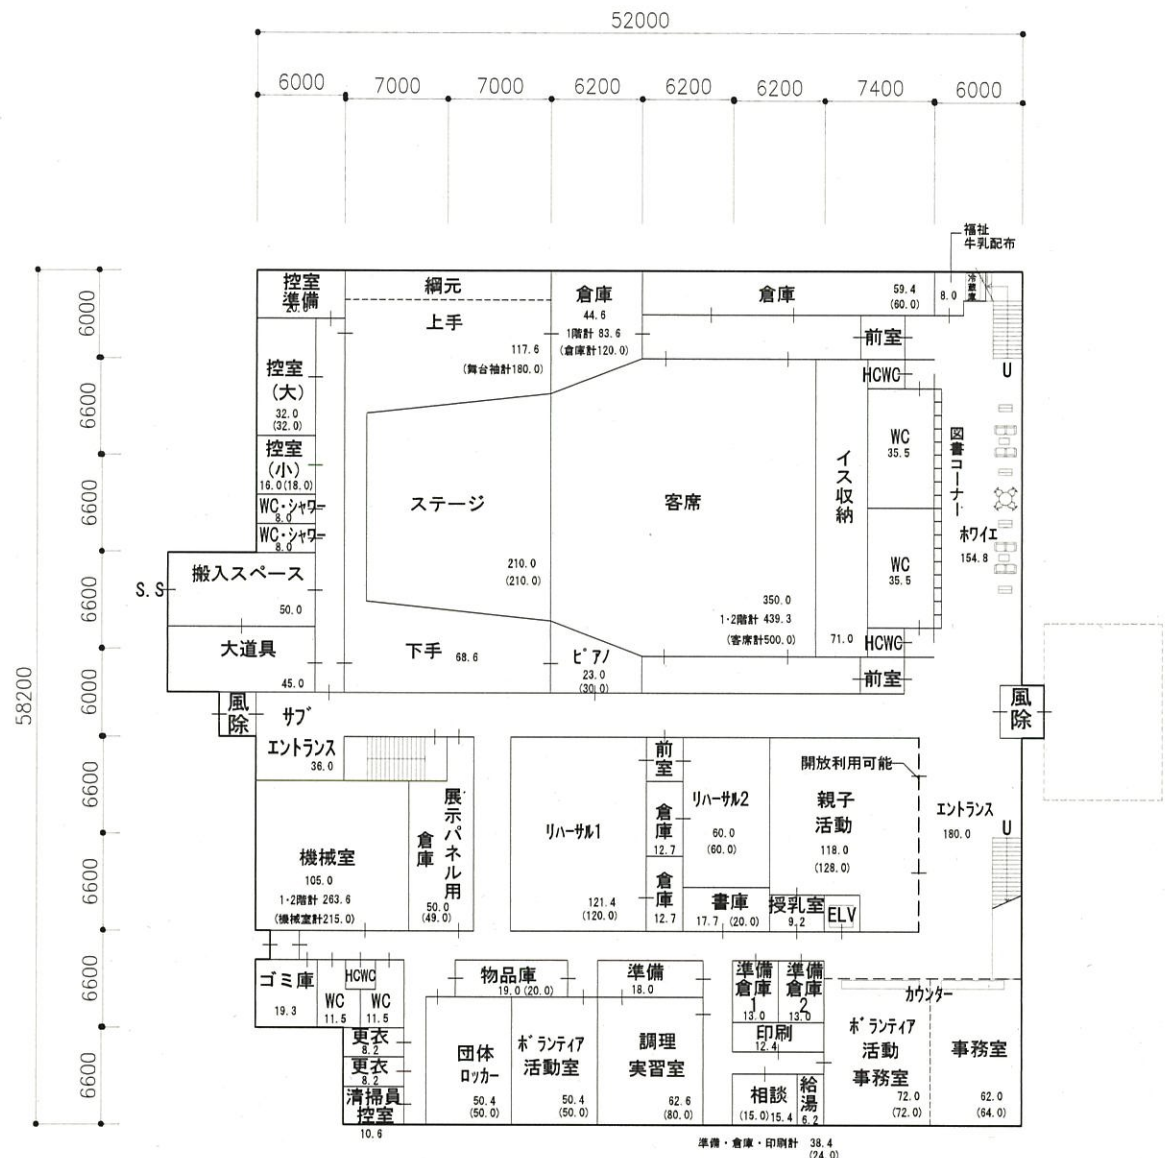 52000
6000 7000 7000 6200 6200 6200 7400 6000
福祉
牛乳配布
58200
6000
6600
6600
6600
6000
6600
6600
6600
6600
控室
準備
20.6
綱元
上手
117.6
(舞台袖計180.0)
倉庫
44.6
1階計 83.6
(倉庫計120.0)
倉庫
59.4
(60.0)
8.0
冷蔵庫
前室
HCWC
U
控室
(大)
32.0
(32.0)
控室
(小)
16.0(18.0)
WC・シャワー
8.0
WC・シャワー
8.0
ステージ
210.0
(210.0)
客席
350.0
1・2階計 439.3
(客席計500.0)
イス収納
71.0
WC
35.5
WC
35.5
図書コーナー
ホワイエ
154.8
HCWC
前室
S.S
搬入スペース
50.0
大道具
45.0
下手 68.6
ピアノ
23.0
(30.0)
風除
風除
サブ
エントランス
36.0
機械室
105.0
1・2階計 263.6
(機械室計215.0)
展示パネル用
倉庫
50.0
(49.0)
リハーサル1
121.4
(120.0)
前室
倉庫
12.7
倉庫
12.7
リハーサル2
60.0
(60.0)
書庫
17.7 (20.0)
開放利用可能
親子
活動
118.0
(128.0)
授乳室
9.2
ELV
エントランス
180.0
U
ゴミ庫
19.3
HCWC
WC
11.5
WC
11.5
更衣
8.2
更衣
8.2
清掃員
控室
10.6
物品庫
19.0(20.0)
団体
ロッカー
50.4
(50.0)
ボランティア
活動室
50.4
(50.0)
準備
18.0
調理
実習室
62.6
(80.0)
準備
倉庫
1
13.0
準備
倉庫
2
13.0
印刷
12.4
相談
(15.0)15.4
給湯
6.2
カウンター
ボランティア
活動
事務室
72.0
(72.0)
事務室
62.0
(64.0)
準備・倉庫・印刷計 38.4
(24.0)